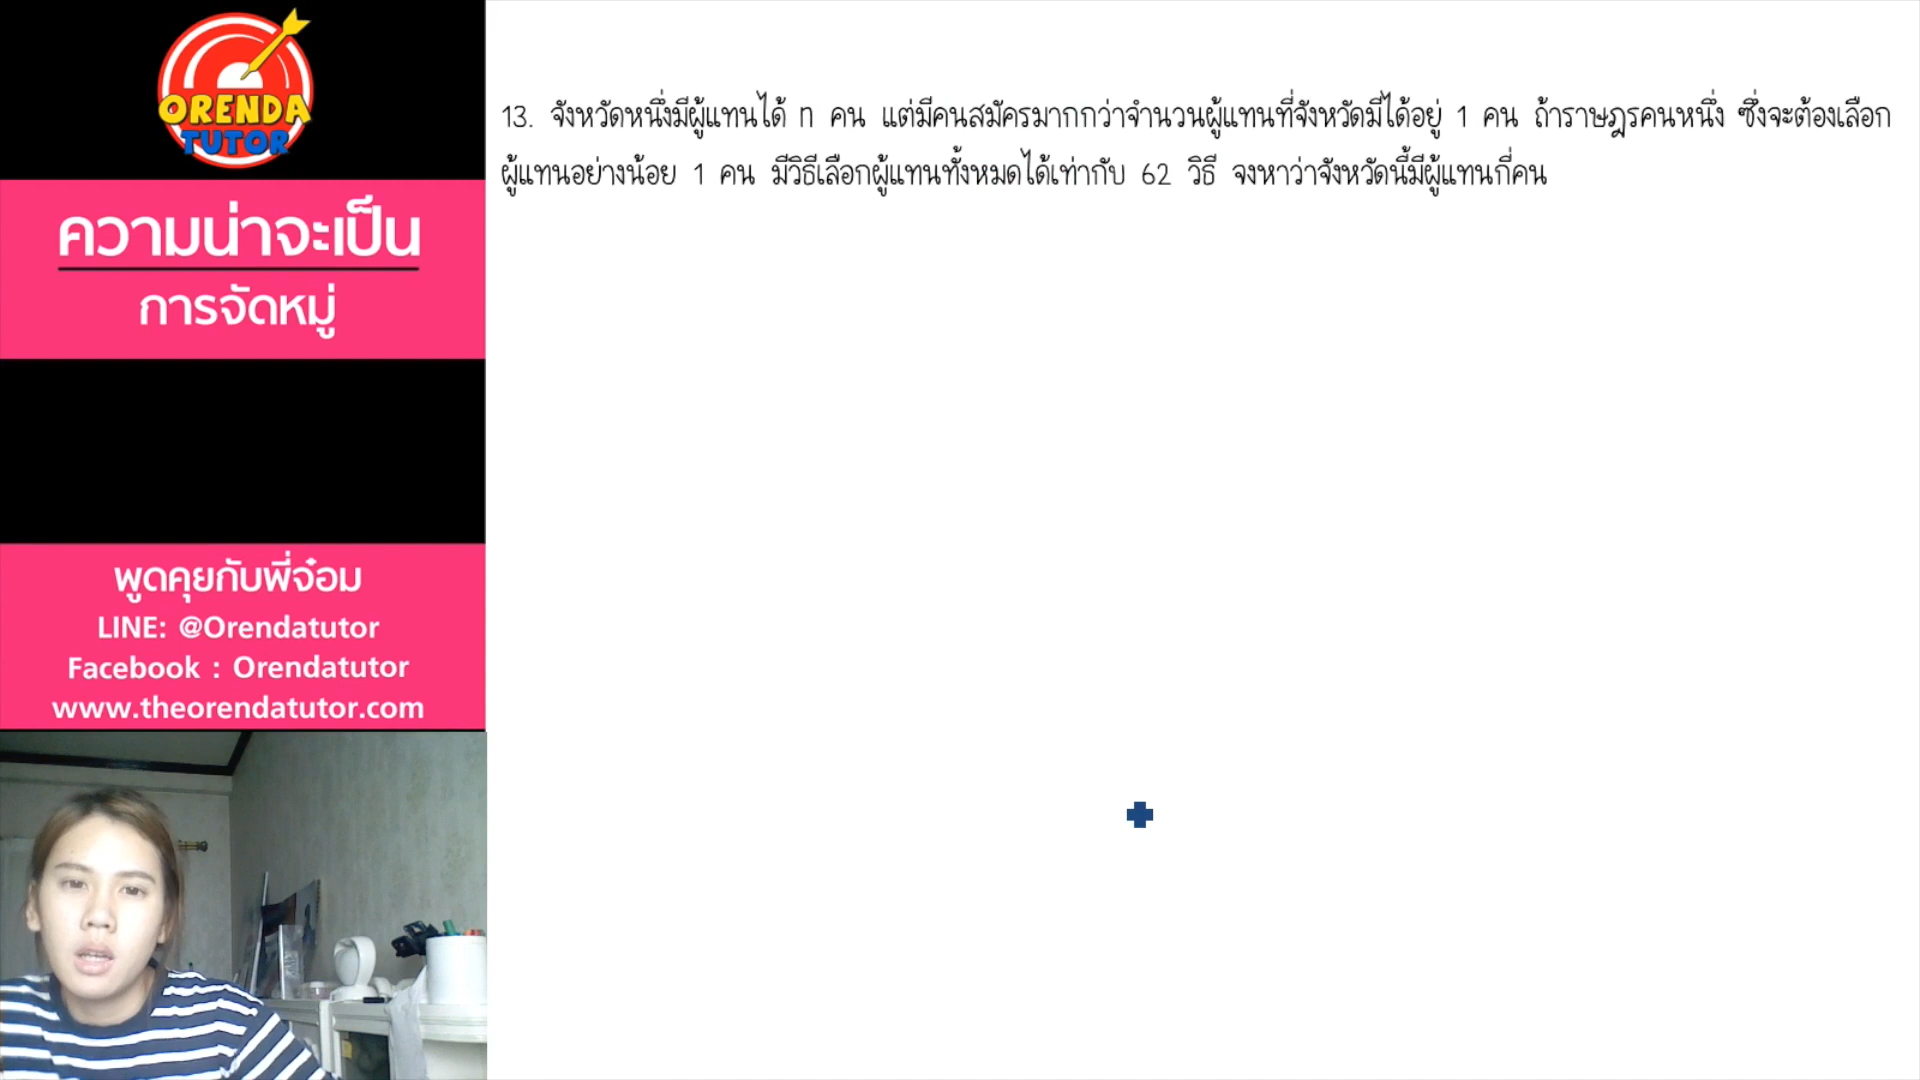 ORENDA
TUTOR
ความน่าจะเป็น
การจัดหมู่
พูดคุยกับพี่จ๋อม
LINE: @Orendatutor
Facebook : Orendatutor
www.theorendatutor.com
13. จังหวัดหนึ่งมีผู้แทนได้ n คน แต่มีคนสมัครมากกว่าจำนวนผู้แทนที่จังหวัดมีได้อยู่ 1 คน ถ้าราษฎรคนหนึ่ง ซึ่งจะต้องเลือก
ผู้แทนอย่างน้อย 1 คน มีวิธีเลือกผู้แทนทั้งหมดได้เท่ากับ 62 วิธี จงหาว่าจังหวัดนี้มีผู้แทนกี่คน